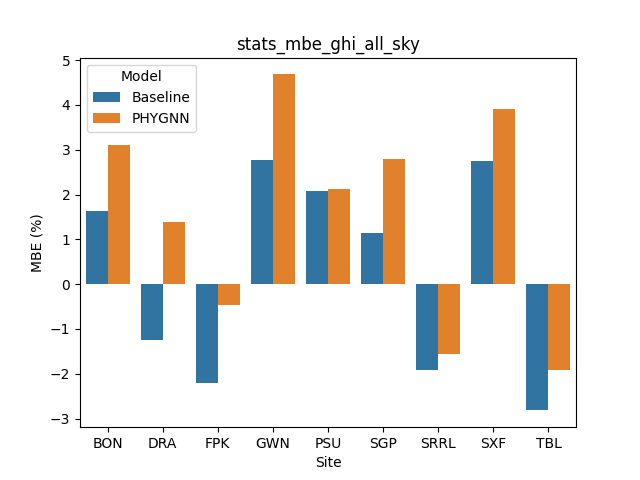 stats_mbe_ghi_all_sky
Model
Baseline
PHYGNN
MBE (%)
5
4
3
2
1
0
−1
−2
−3
BON DRA FPK GWN PSU SGP SRRL SXF TBL
Site